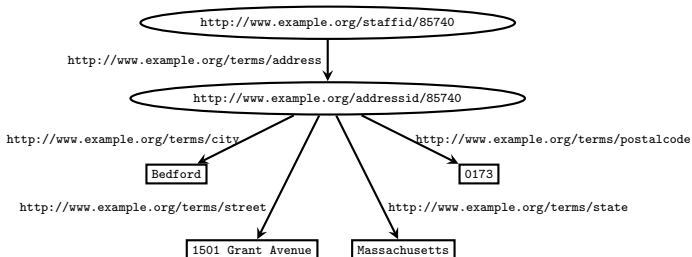 http://www.example.org/staffid/85740
http://www.example.org/terms/address
http://www.example.org/addressid/85740
http://www.example.org/terms/city
http://www.example.org/terms/postalcode
Bedford
0173
http://www.example.org/terms/street
http://www.example.org/terms/state
1501 Grant Avenue
Massachusetts